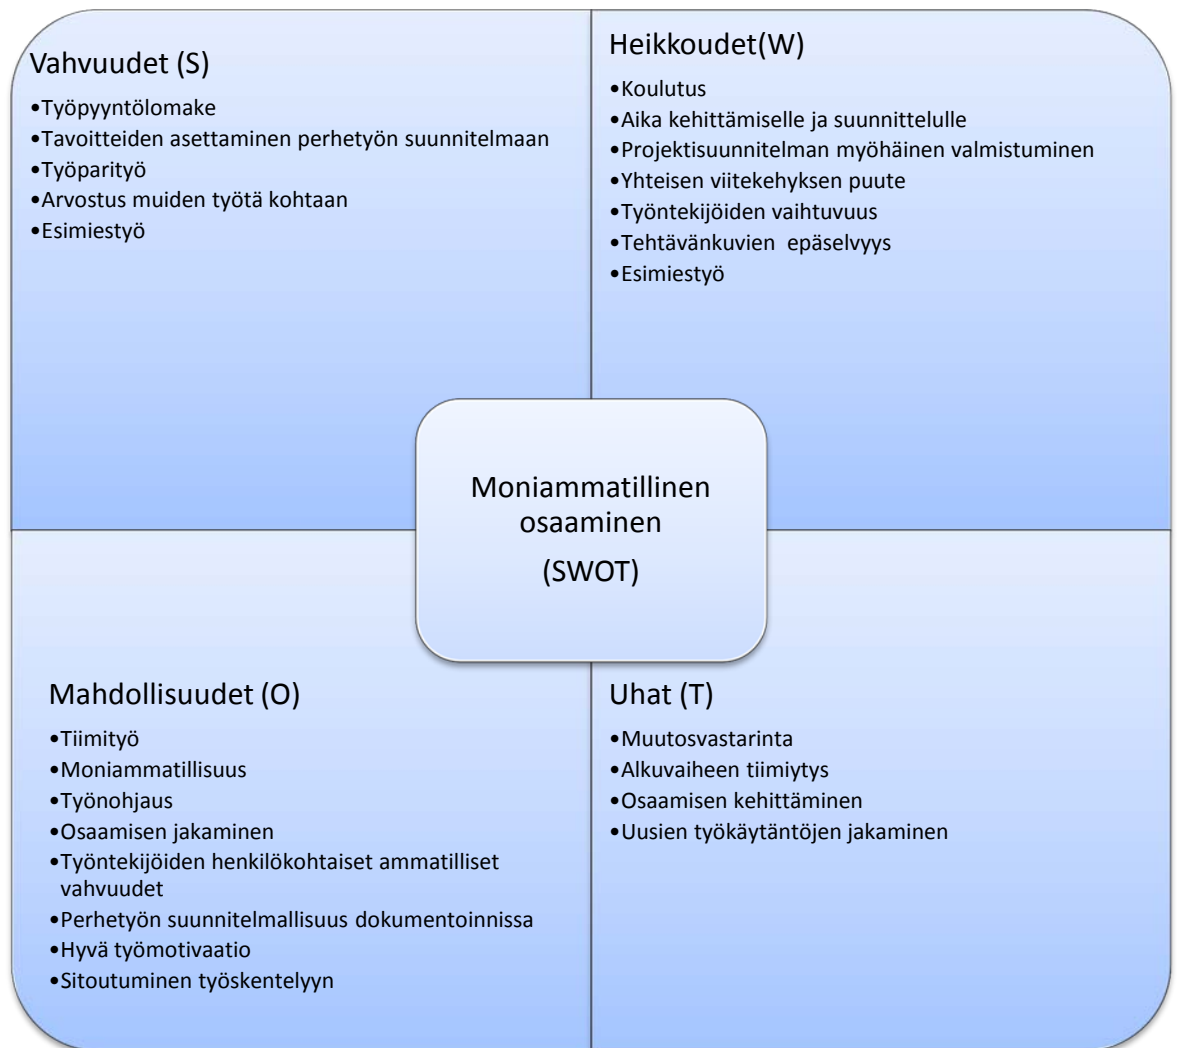 Vahvuudet (S)
•Työpyyntölomake
•Tavoitteiden asettaminen perhetyön suunnitelmaan
•Työparityö
•Arvostus muiden työtä kohtaan
•Esimiestyö
Heikkoudet(W)
•Koulutus
•Aika kehittämiselle ja suunnittelulle
•Projektisuunnitelman myöhäinen valmistuminen
•Yhteisen viitekehyksen puute
•Työntekijöiden vaihtuvuus
•Tehtävänkuvien epäselvyys
•Esimiestyö
Moniammatillinen
osaaminen
(SWOT)
Mahdollisuudet (O)
•Tiimityö
•Moniammatillisuus
•Työnohjaus
•Osaamisen jakaminen
•Työntekijöiden henkilökohtaiset ammatilliset
vahvuudet
•Perhetyön suunnitelmallisuus dokumentoinnissa
•Hyvä työmotivaatio
•Sitoutuminen työskentelyyn
Uhat (T)
•Muutosvastarinta
•Alkuvaiheen tiimiytys
•Osaamisen kehittäminen
•Uusien työkäytäntöjen jakaminen